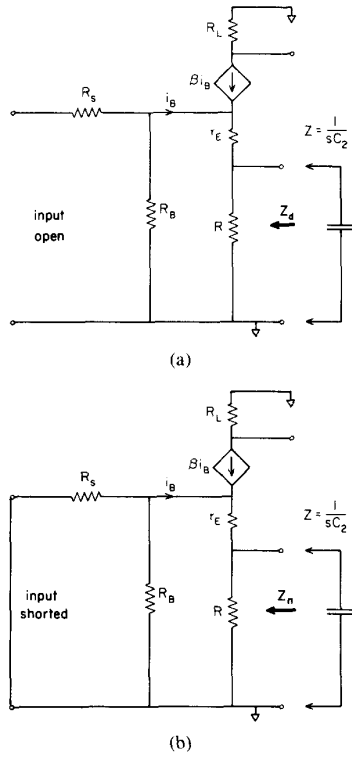 R_L
βi_B
R_s
i_B
r_E
Z = 1/sC_2
input
open
R_B
R
Z_d
(a)
R_L
βi_B
R_s
i_B
r_E
Z = 1/sC_2
input
shorted
R_B
R
Z_n
(b)